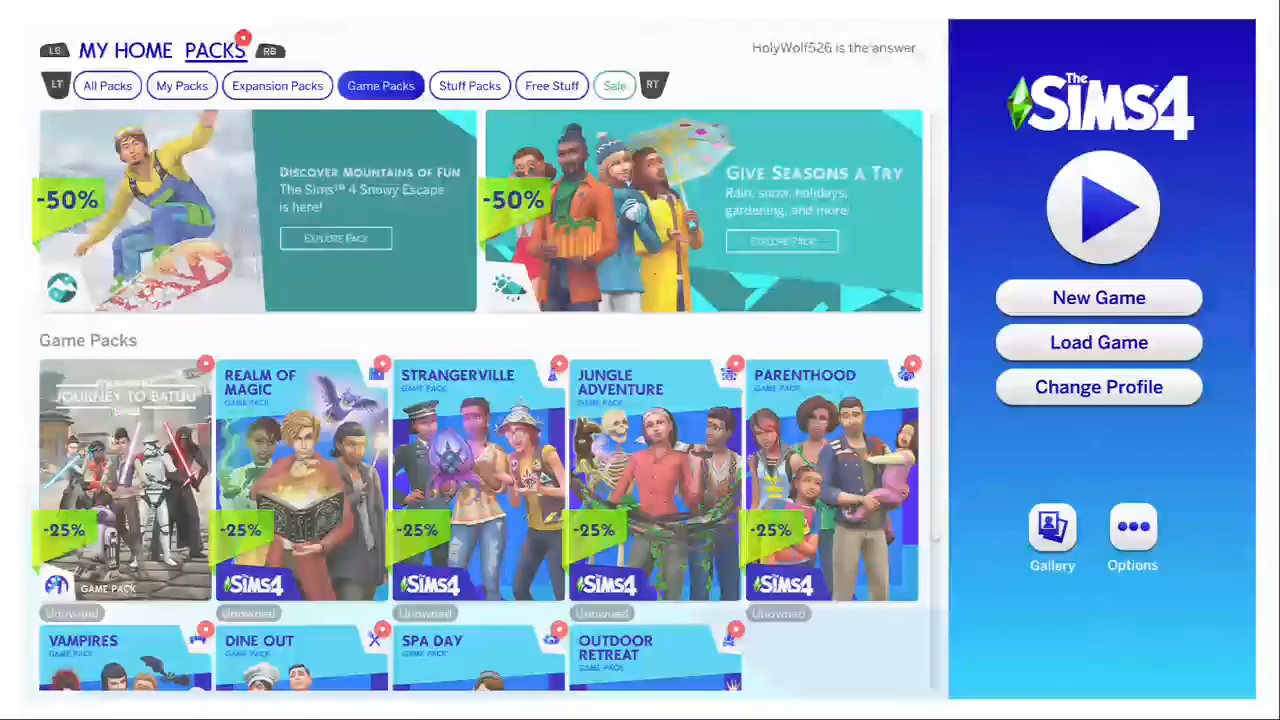 LB MY HOME PACKS RB
HolyWolf526 is the answer
LT All Packs My Packs Expansion Packs Game Packs Stuff Packs Free Stuff Sale RT
-50%
DISCOVER MOUNTAINS OF FUN
The Sims™ 4 Snowy Escape
is here!
EXPLORE PACK
-50%
GIVE SEASONS A TRY
Rain, snow, holidays,
gardening, and more!
EXPLORE PACK
Game Packs
JOURNEY TO BATUU
-25%
GAME PACK
Unowned
REALM OF
MAGIC
GAME PACK
-25%
THE SIMS 4
Unowned
STRANGERVILLE
GAME PACK
-25%
THE SIMS 4
Unowned
JUNGLE
ADVENTURE
GAME PACK
-25%
THE SIMS 4
Unowned
PARENTHOOD
GAME PACK
-25%
THE SIMS 4
Unowned
VAMPIRES
GAME PACK
DINE OUT
GAME PACK
SPA DAY
GAME PACK
OUTDOOR
RETREAT
GAME PACK
The
SIMS 4
New Game
Load Game
Change Profile
Gallery
Options